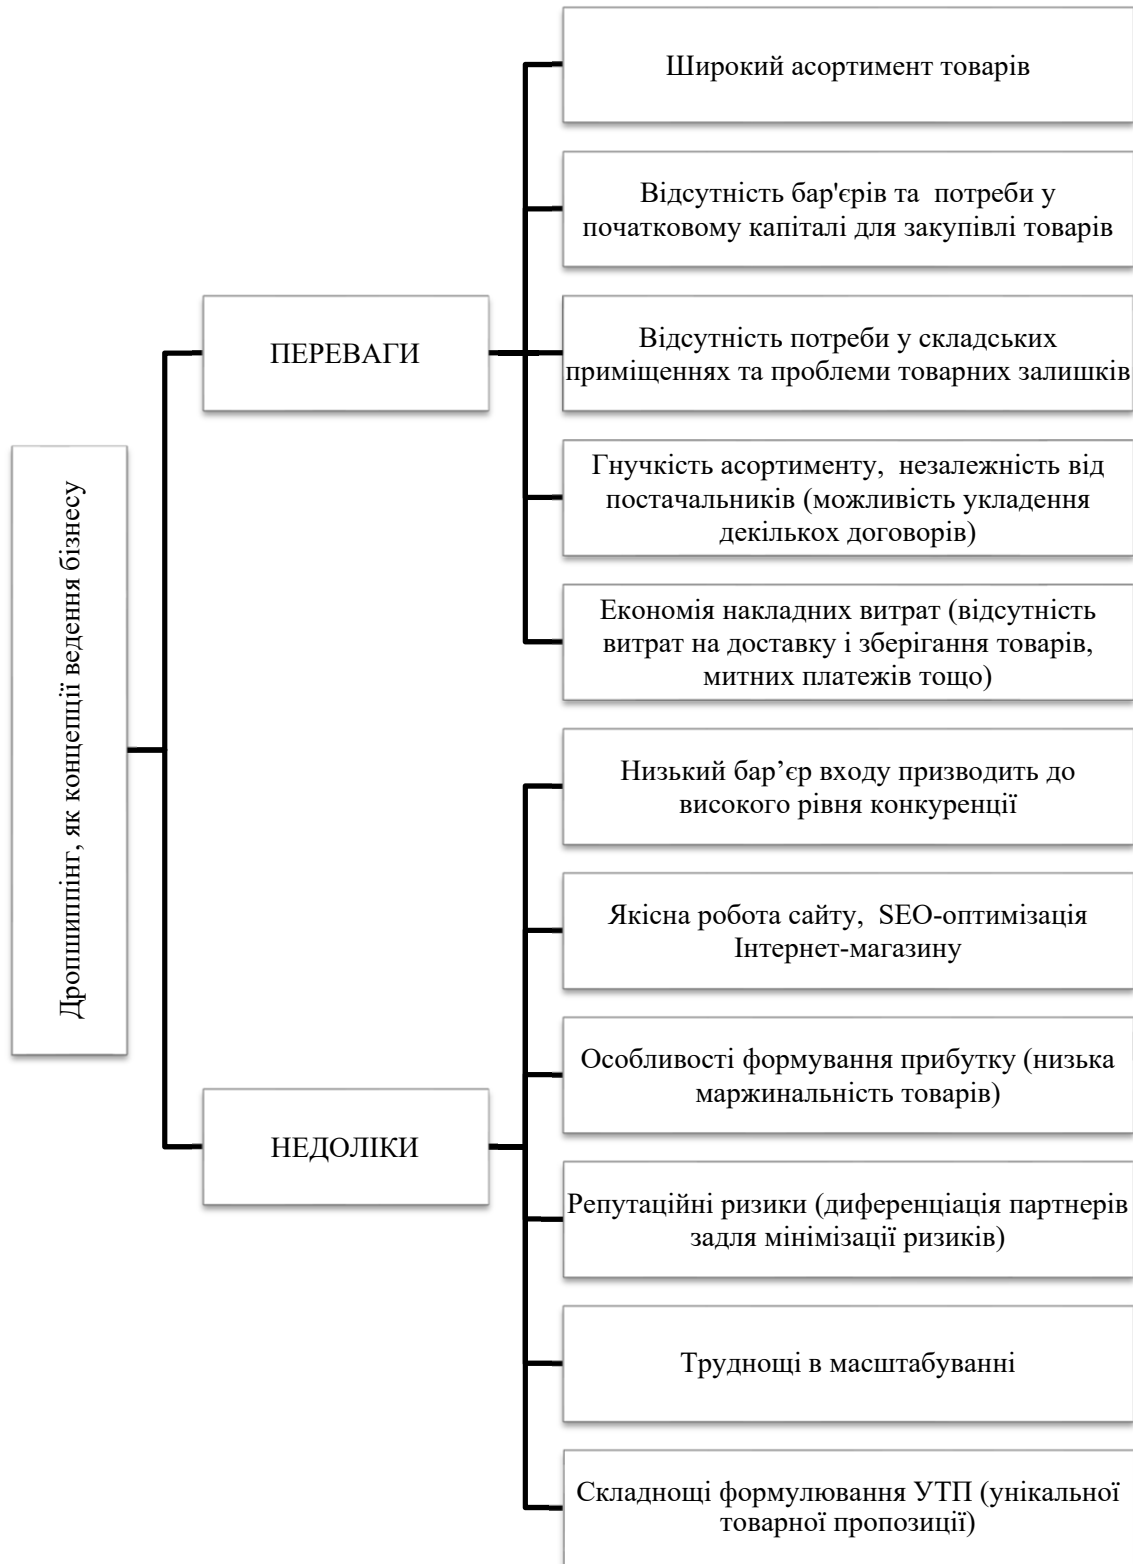 Дропшиппінг, як концепції ведення бізнесу
ПЕРЕВАГИ
Широкий асортимент товарів
Відсутність бар'єрів та потреби у
початковому капіталі для закупівлі товарів
Відсутність потреби у складських
приміщеннях та проблеми товарних залишків
Гнучкість асортименту, незалежність від
постачальників (можливість укладення
декількох договорів)
Економія накладних витрат (відсутність
витрат на доставку і зберігання товарів,
митних платежів тощо)
НЕДОЛІКИ
Низький бар’єр входу призводить до
високого рівня конкуренції
Якісна робота сайту, SEO-оптимізація
Інтернет-магазину
Особливості формування прибутку (низька
маржинальність товарів)
Репутаційні ризики (диференціація партнерів
задля мінімізації ризиків)
Труднощі в масштабуванні
Складнощі формулювання УТП (унікальної
товарної пропозиції)